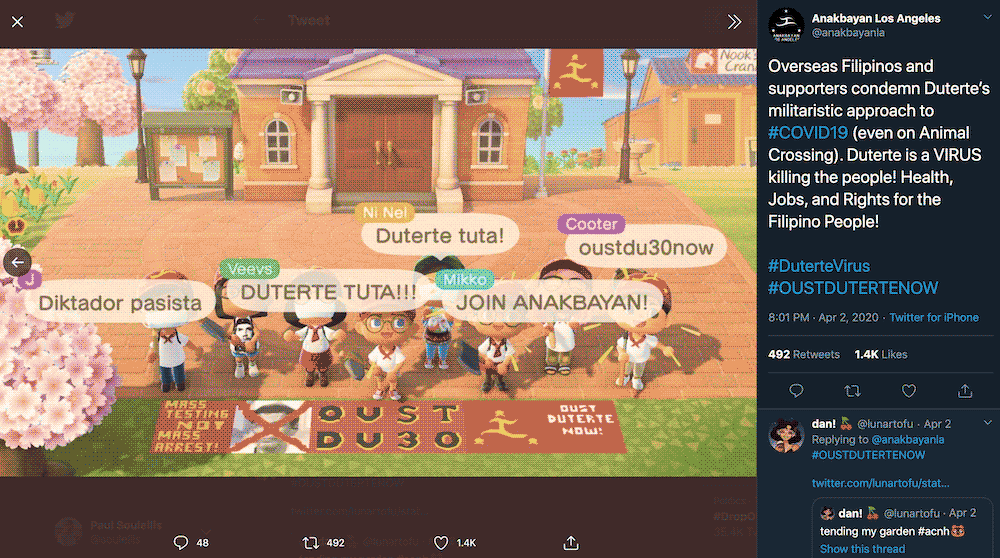 Tweet
Nook's
Cran
Ni Nel
Duterte tuta!
Cooter
oustdu30now
Veevs
DUTERTE TUTA!!!
Mikko
JOIN ANAKBAYAN!
J
Diktador pasista
MASS
TESTING
NOT
MASS
ARREST!
OUST
DU30
OUST
DUTERTE
NOW!
#OUSTDUTERTENOW
Paul Soulellis
48
492
1.4K
Anakbayan Los Angeles
@anakbayanla
Overseas Filipinos and
supporters condemn Duterte’s
militaristic approach to
#COVID19 (even on Animal
Crossing). Duterte is a VIRUS
killing the people! Health,
Jobs, and Rights for the
Filipino People!
#DuterteVirus
#OUSTDUTERTENOW
8:01 PM · Apr 2, 2020 · Twitter for iPhone
492 Retweets 1.4K Likes
dan! @lunartofu · Apr 2
Replying to @anakbayanla
#OUSTDUTERTENOW
twitter.com/lunartofu/stat...
dan! @lunartofu · Apr 2
tending my garden #acnh
Show this thread